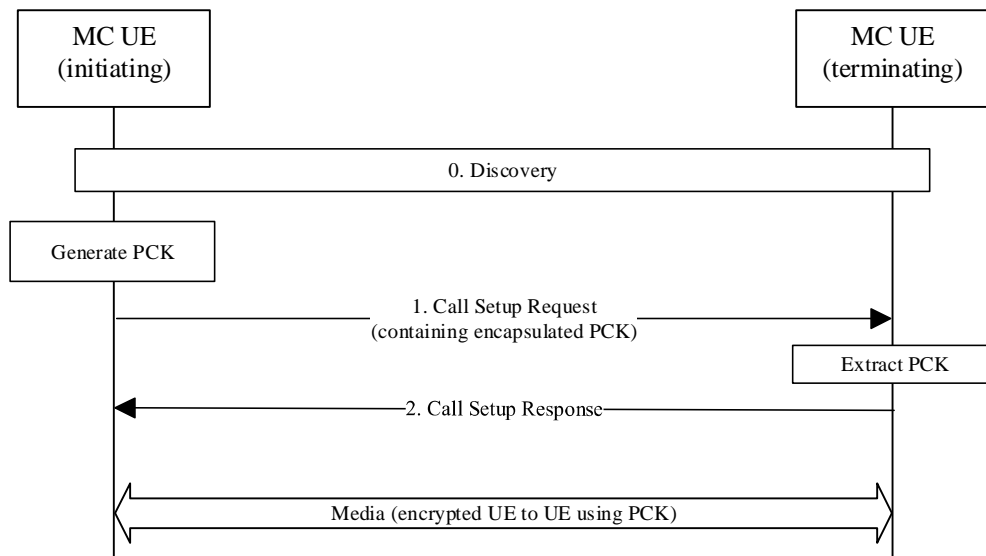 MC UE
(initiating)
MC UE
(terminating)
0. Discovery
Generate PCK
1. Call Setup Request
(containing encapsulated PCK)
Extract PCK
2. Call Setup Response
Media (encrypted UE to UE using PCK)